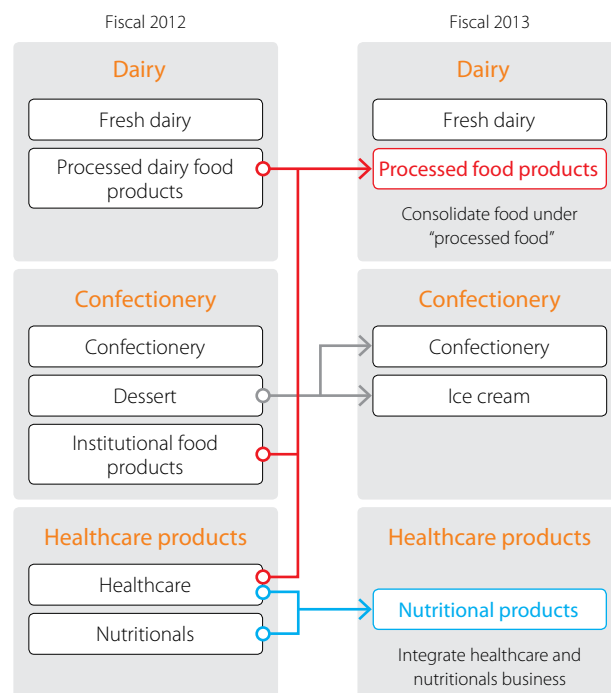 Fiscal 2012
Dairy
Fresh dairy
Processed dairy food
products
Confectionery
Confectionery
Dessert
Institutional food
products
Healthcare products
Healthcare
Nutritionals
Fiscal 2013
Dairy
Fresh dairy
Processed food products
Consolidate food under
“processed food”
Confectionery
Confectionery
Ice cream
Healthcare products
Nutritional products
Integrate healthcare and
nutritionals business